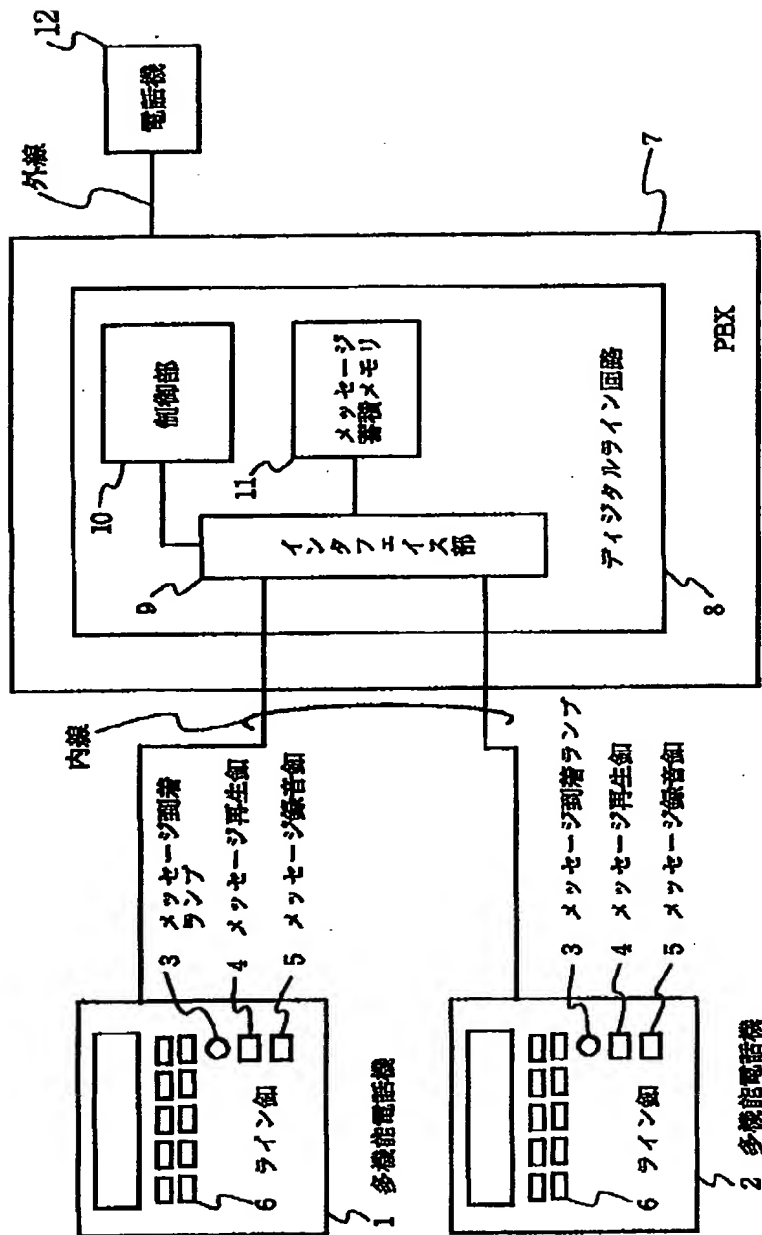 12
電話機
外線
7
PBX
制御部
10
メッセージ
蓄積メモリ
11
インタフェイス部
9
ディジタルライン回路
8
内線
3 メッセージ到着
ランプ
4 メッセージ再生釦
5 メッセージ録音釦
6 ライン釦
1 多機能電話機
3 メッセージ到着ランプ
4 メッセージ再生釦
5 メッセージ録音釦
6 ライン釦
2 多機能電話機